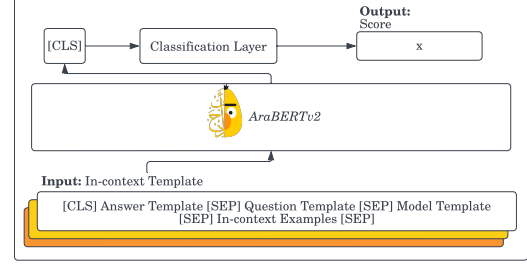 Output:
Score
[CLS]
Classification Layer
x
AraBERTv2
Input: In-context Template
[CLS] Answer Template [SEP] Question Template [SEP] Model Template
[SEP] In-context Examples [SEP]